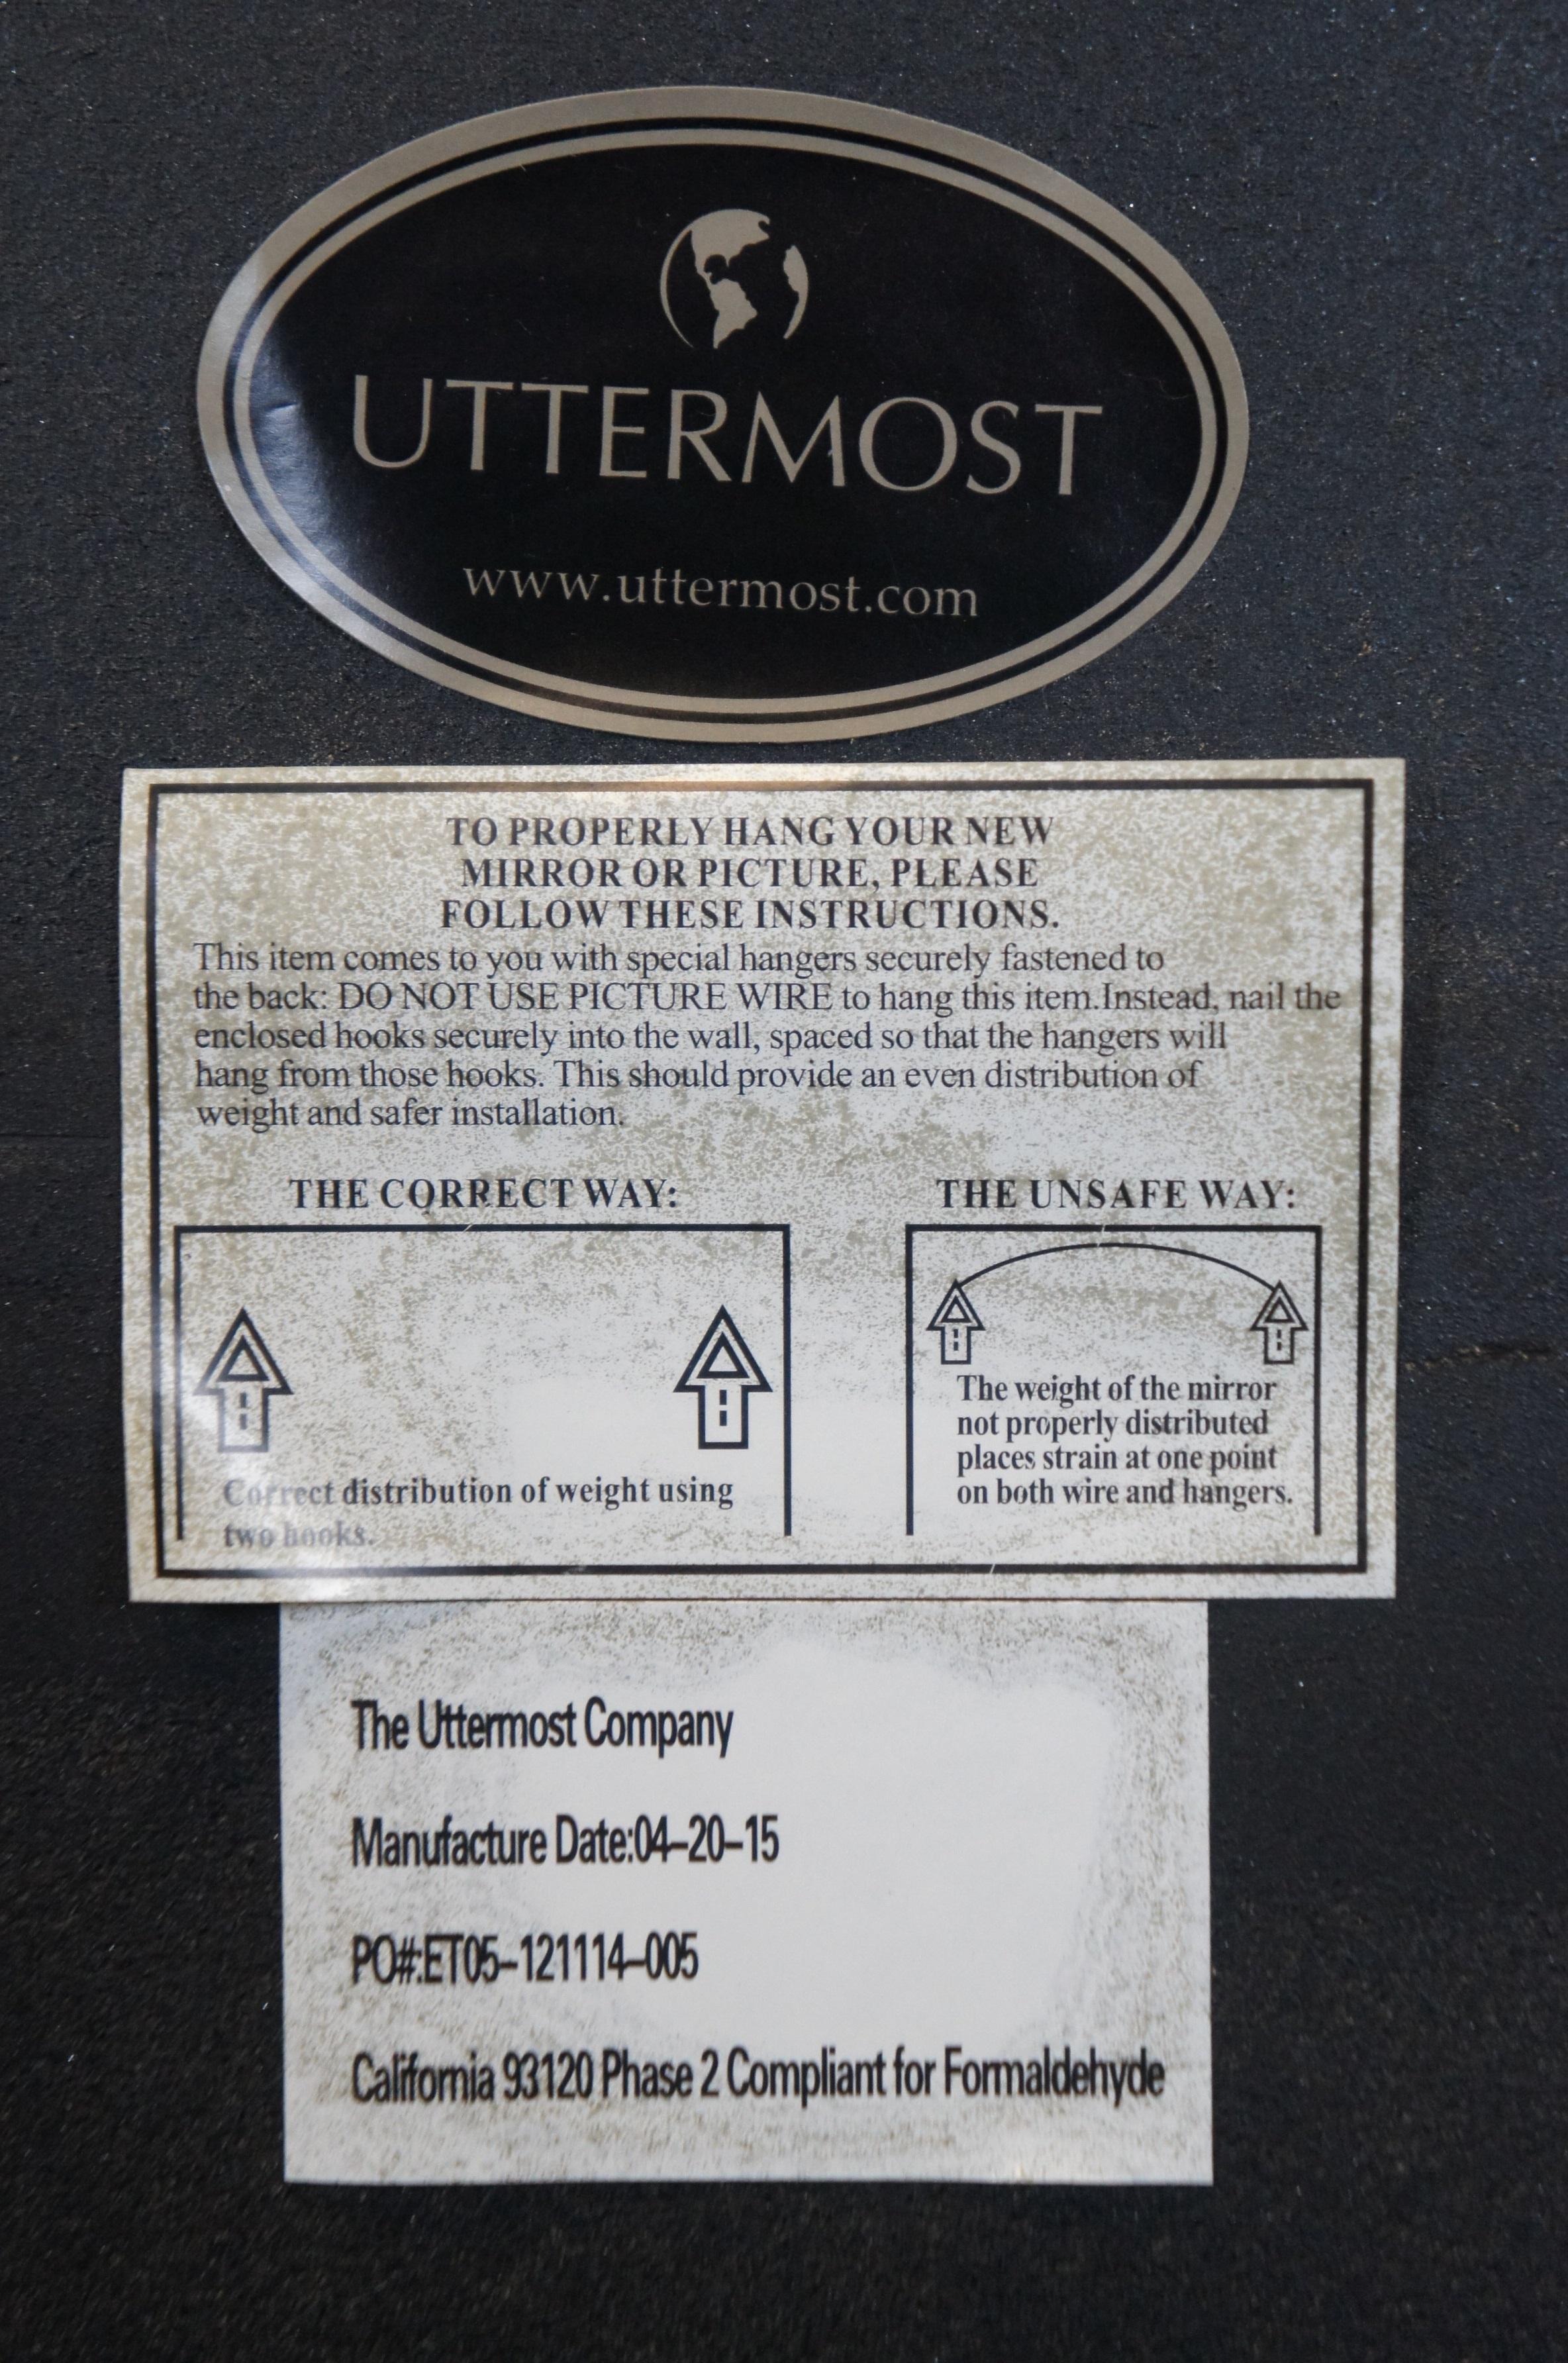 UTTERMOST
www.uttermost.com
TO PROPERLY HANG YOUR NEW
MIRROR OR PICTURE, PLEASE
FOLLOW THESE INSTRUCTIONS.
This item comes to you with special hangers securely fastened to
the back: DO NOT USE PICTURE WIRE to hang this item.Instead, nail the
enclosed hooks securely into the wall, spaced so that the hangers will
hang from those hooks. This should provide an even distribution of
weight and safer installation.
THE CORRECT WAY:
Correct distribution of weight using
two hooks.
THE UNSAFE WAY:
The weight of the mirror
not properly distributed
places strain at one point
on both wire and hangers.
The Uttermost Company
Manufacture Date:04-20-15
PO#:ET05-121114-005
California 93120 Phase 2 Compliant for Formaldehyde